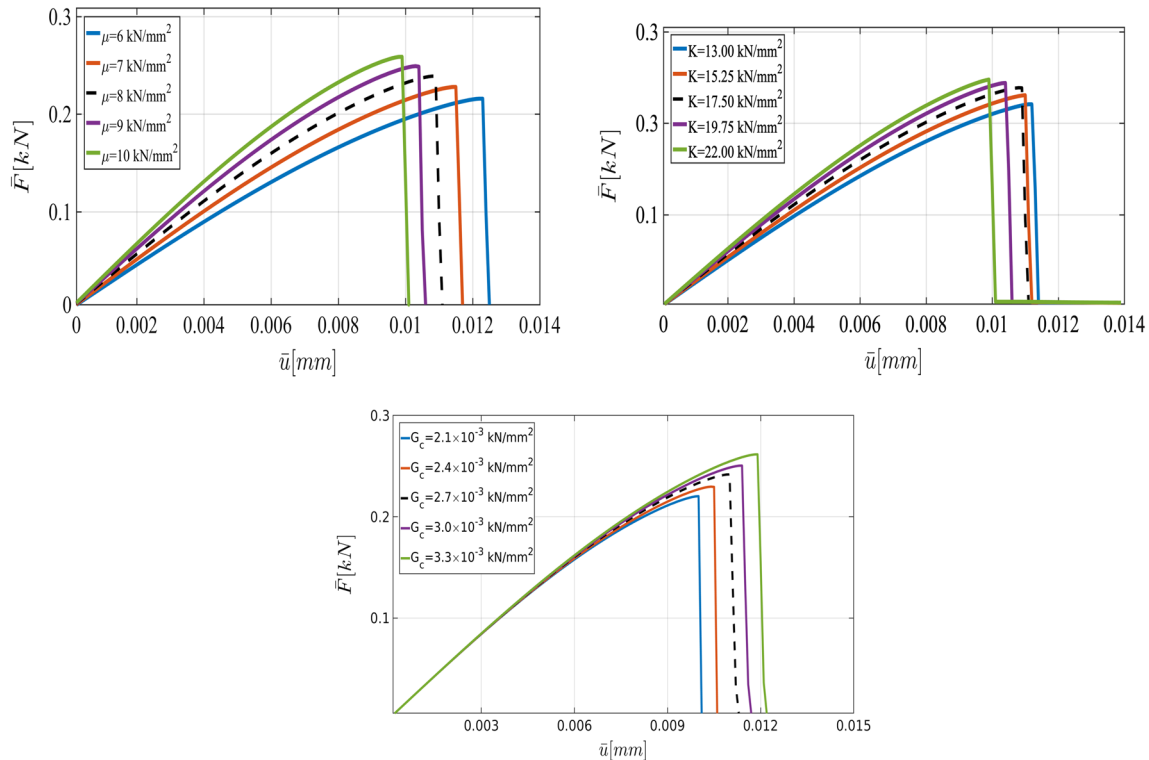 0.3
0.2
0.1
0
F̄ [kN]
μ=6 kN/mm²
μ=7 kN/mm²
μ=8 kN/mm²
μ=9 kN/mm²
μ=10 kN/mm²
0 0.002 0.004 0.006 0.008 0.01 0.012 0.014
ū[mm]
0.3
0.3
0.1
F̄ [kN]
K=13.00 kN/mm²
K=15.25 kN/mm²
K=17.50 kN/mm²
K=19.75 kN/mm²
K=22.00 kN/mm²
0 0.002 0.004 0.006 0.008 0.01 0.012 0.014
ū[mm]
0.3
0.2
0.1
F̄ [kN]
G_c=2.1×10⁻³ kN/mm²
G_c=2.4×10⁻³ kN/mm²
G_c=2.7×10⁻³ kN/mm²
G_c=3.0×10⁻³ kN/mm²
G_c=3.3×10⁻³ kN/mm²
0.003 0.006 0.009 0.012 0.015
ū[mm]